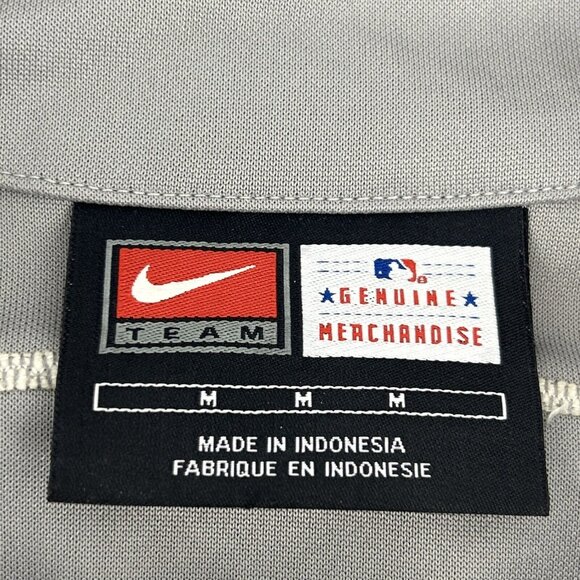 TEAM
GENUINE
MERCHANDISE
M M M
MADE IN INDONESIA
FABRIQUE EN INDONESIE